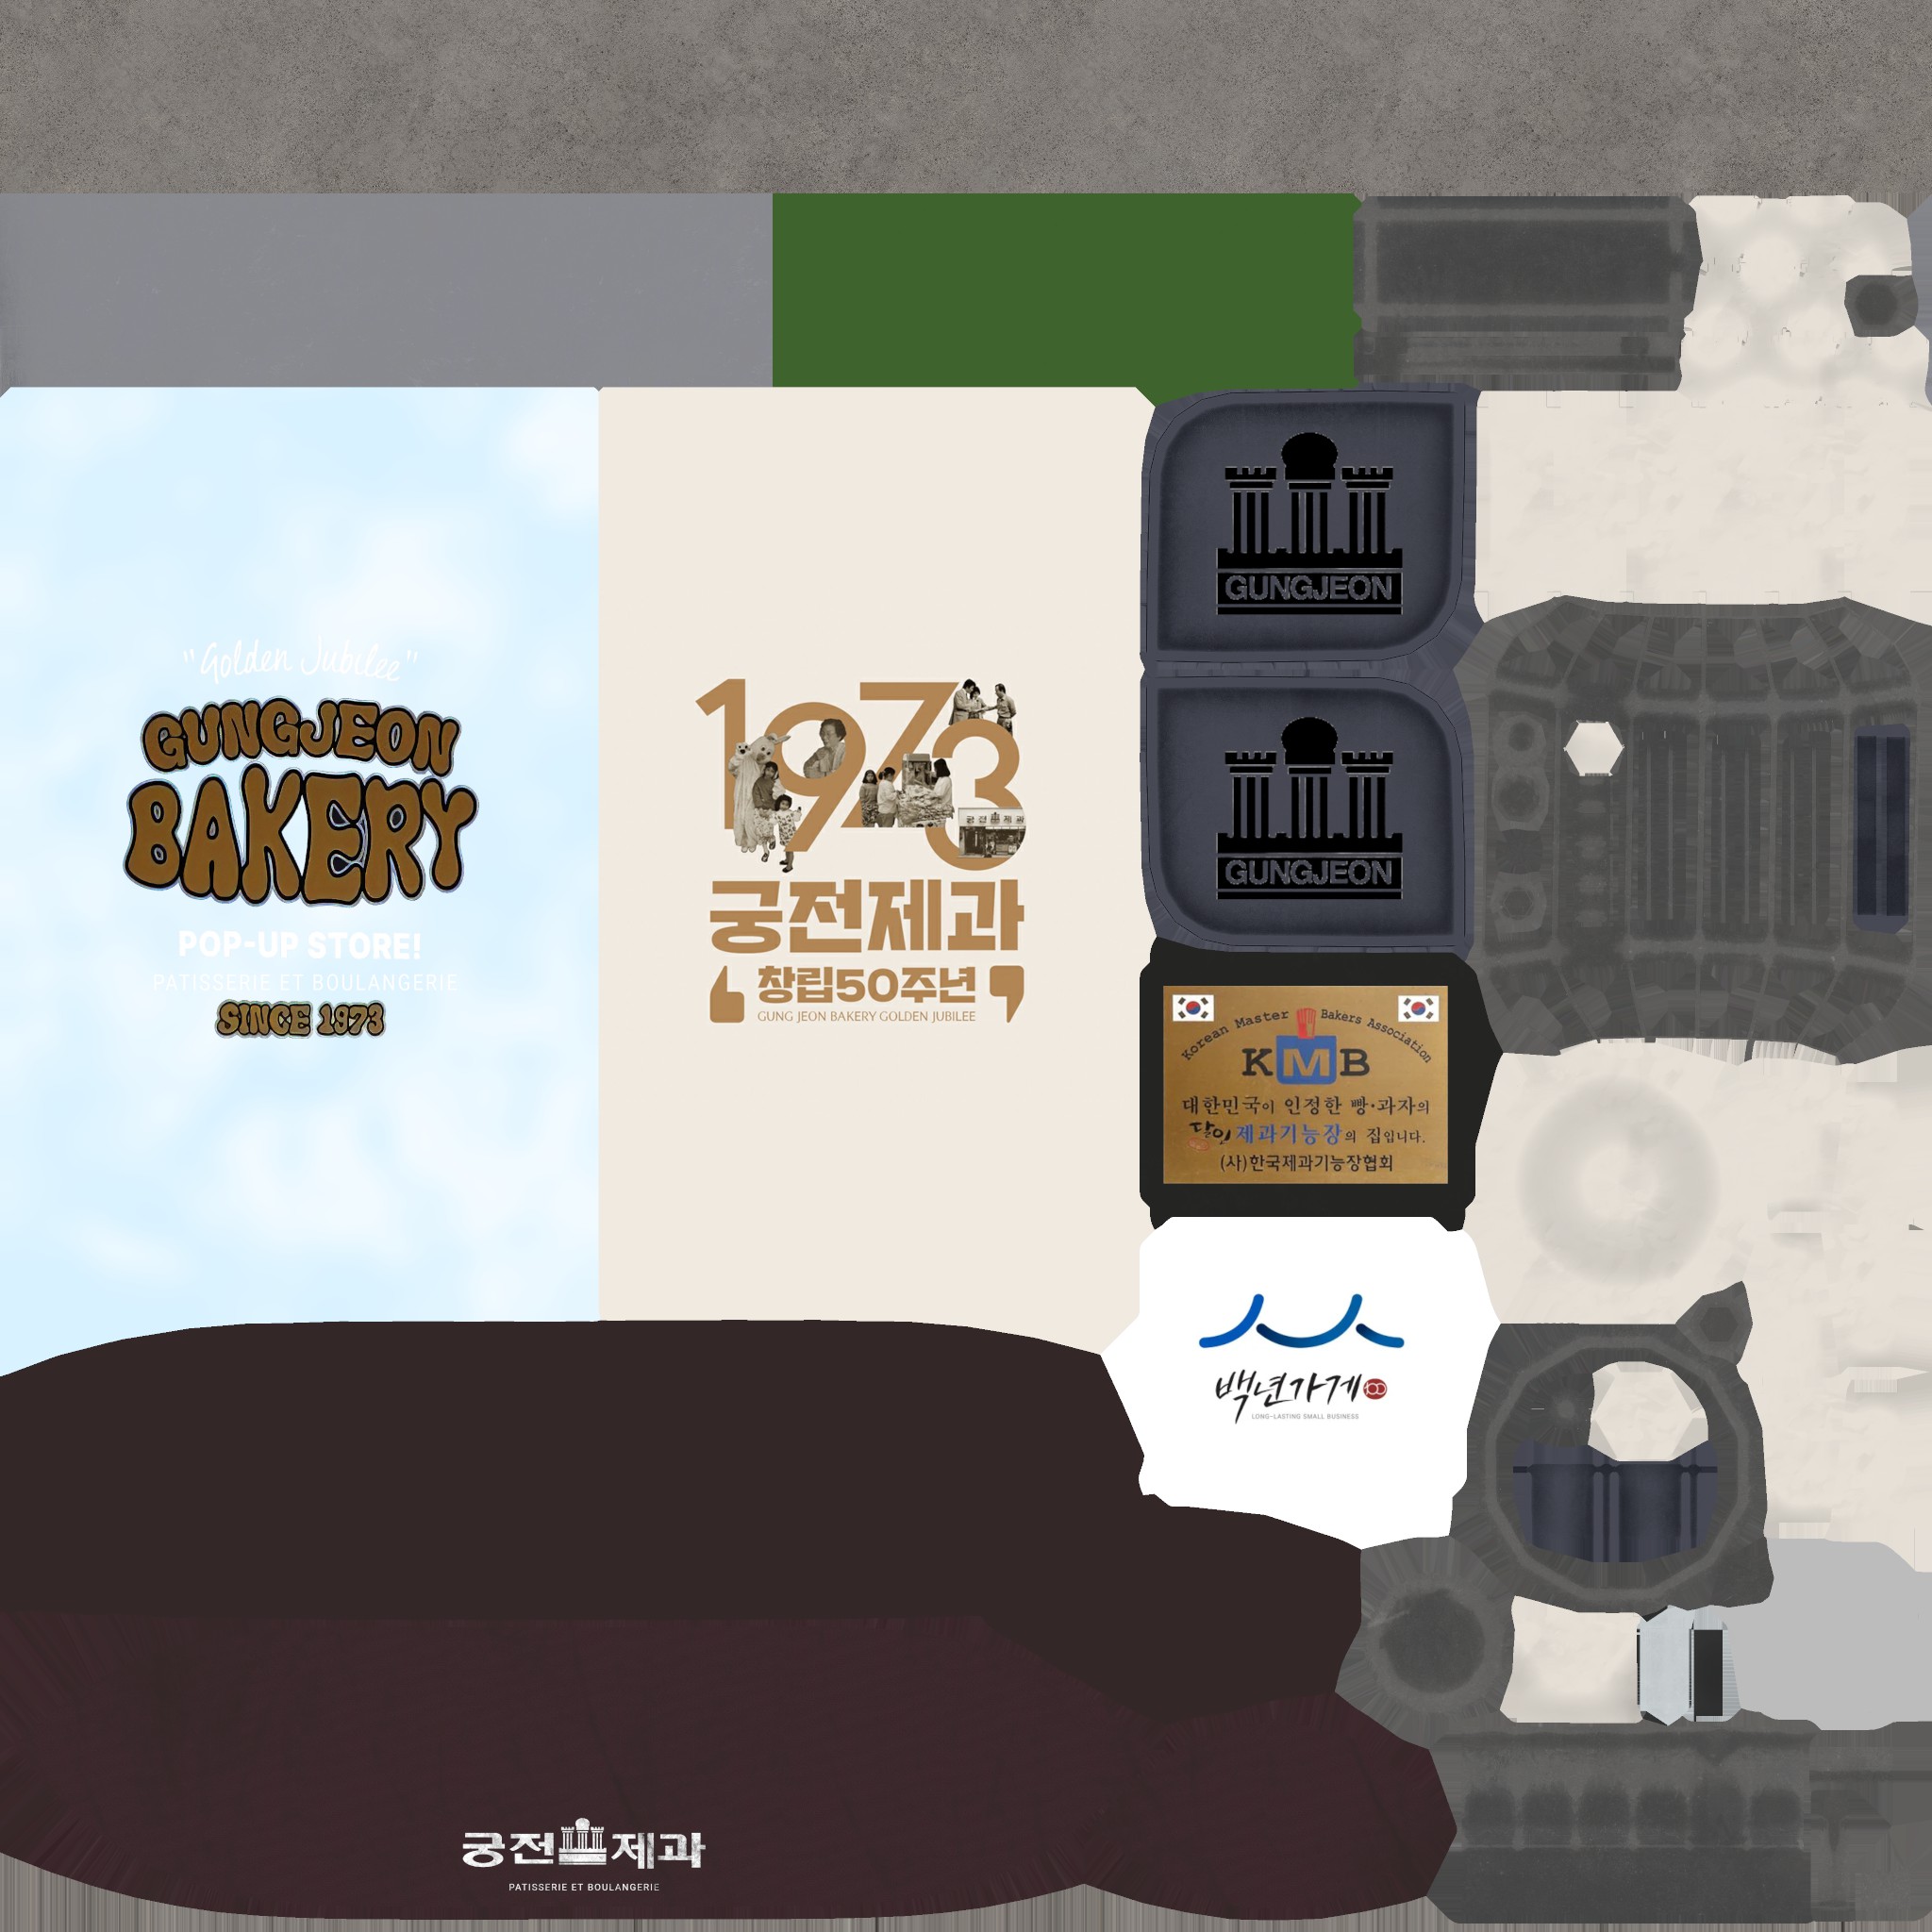 "Golden Jubilee"
GUNGJEON
BAKERY
POP-UP STORE!
PATISSERIE ET BOULANGERIE
SINCE 1973
1973
궁전제과
궁전제과
창립50주년
GUNG JEON BAKERY GOLDEN JUBILEE
GUNGJEON
GUNGJEON
Korean Master Bakers Association
KMB
대한민국이 인정한 빵·과자의
달인 제과기능장의 집입니다.
(사)한국제과기능장협회
백년가게
LONG-LASTING SMALL BUSINESS
궁전제과
PATISSERIE ET BOULANGERIE